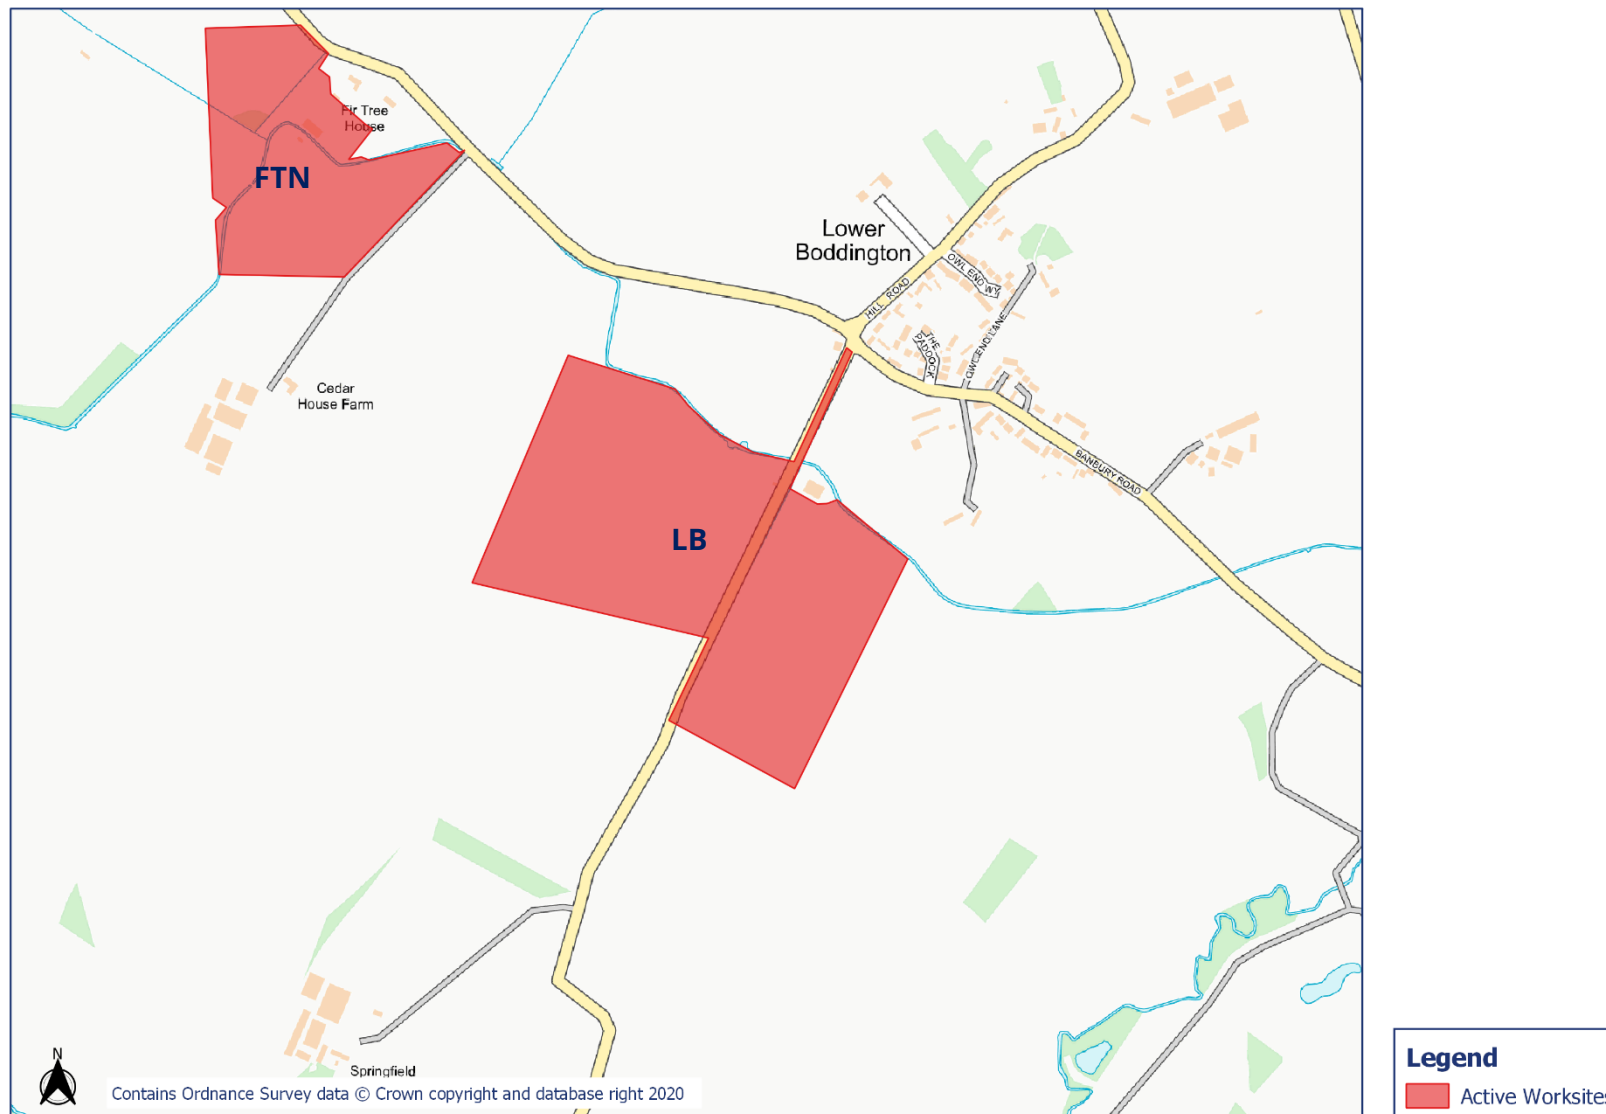 Fir Tree
House
FTN
Lower
Boddington
OWL END WY
HILL ROAD
THE
PADDOCK
OWL END LANE
Cedar
House Farm
BANBURY ROAD
LB
N
Springfield
Contains Ordnance Survey data © Crown copyright and database right 2020
Legend
Active Worksites